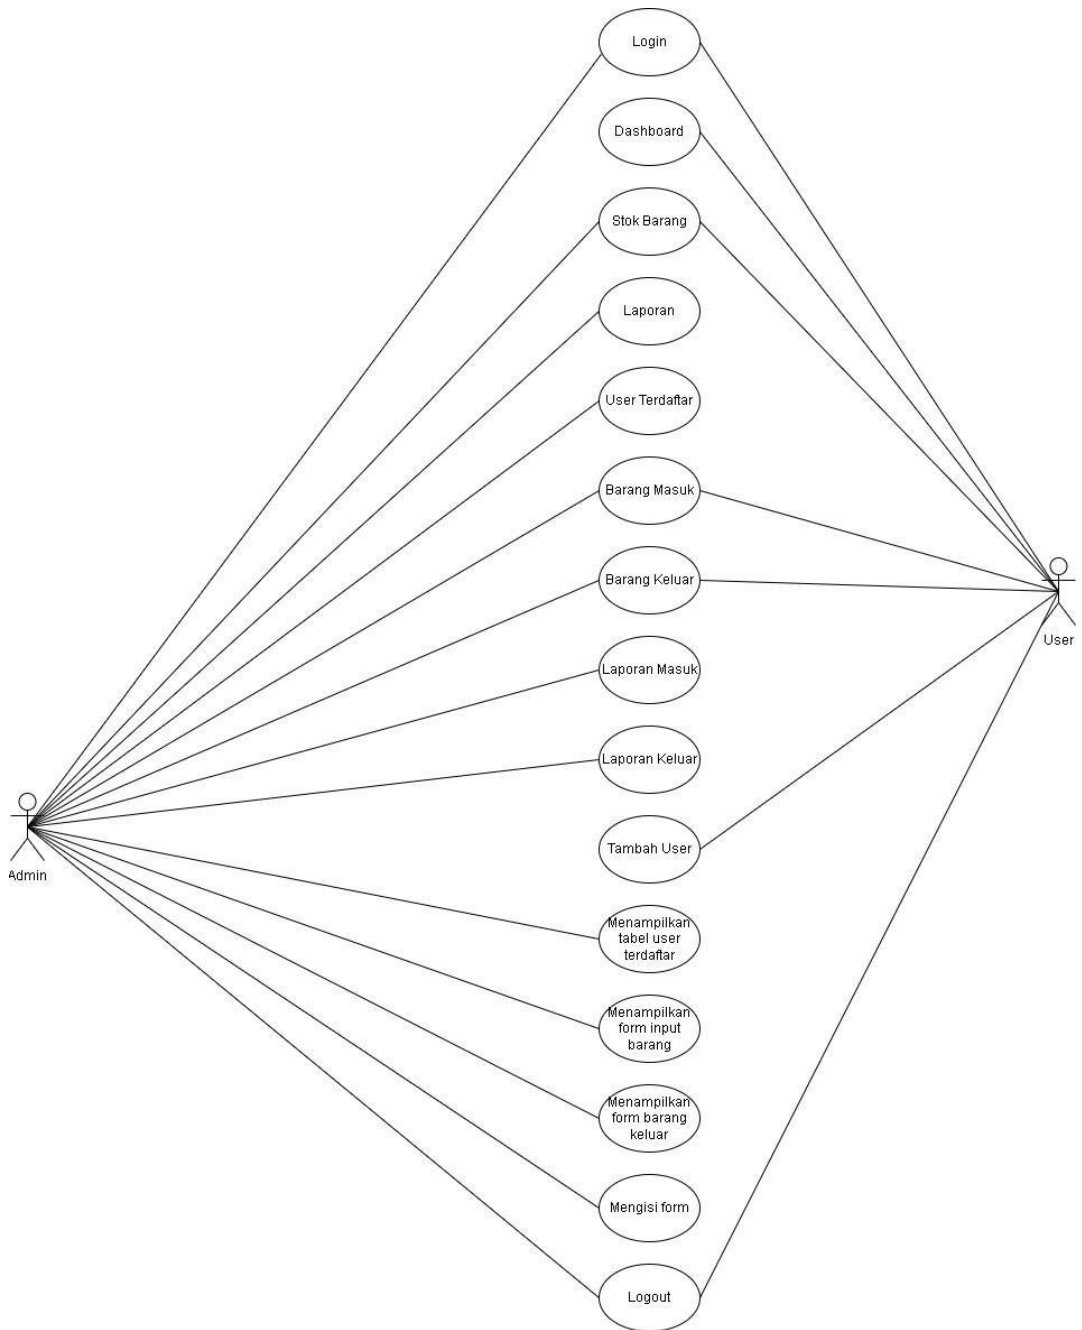 Login
Dashboard
Stok Barang
Laporan
User Terdaftar
Barang Masuk
Barang Keluar
User
Laporan Masuk
Laporan Keluar
Admin
Tambah User
Menampilkan
tabel user
terdaftar
Menampilkan
form input
barang
Menampilkan
form barang
keluar
Mengisi form
Logout